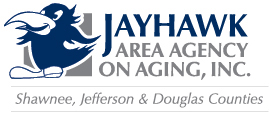 JAYHAWK
AREA AGENCY
ON AGING, INC.
Shawnee, Jefferson & Douglas Counties